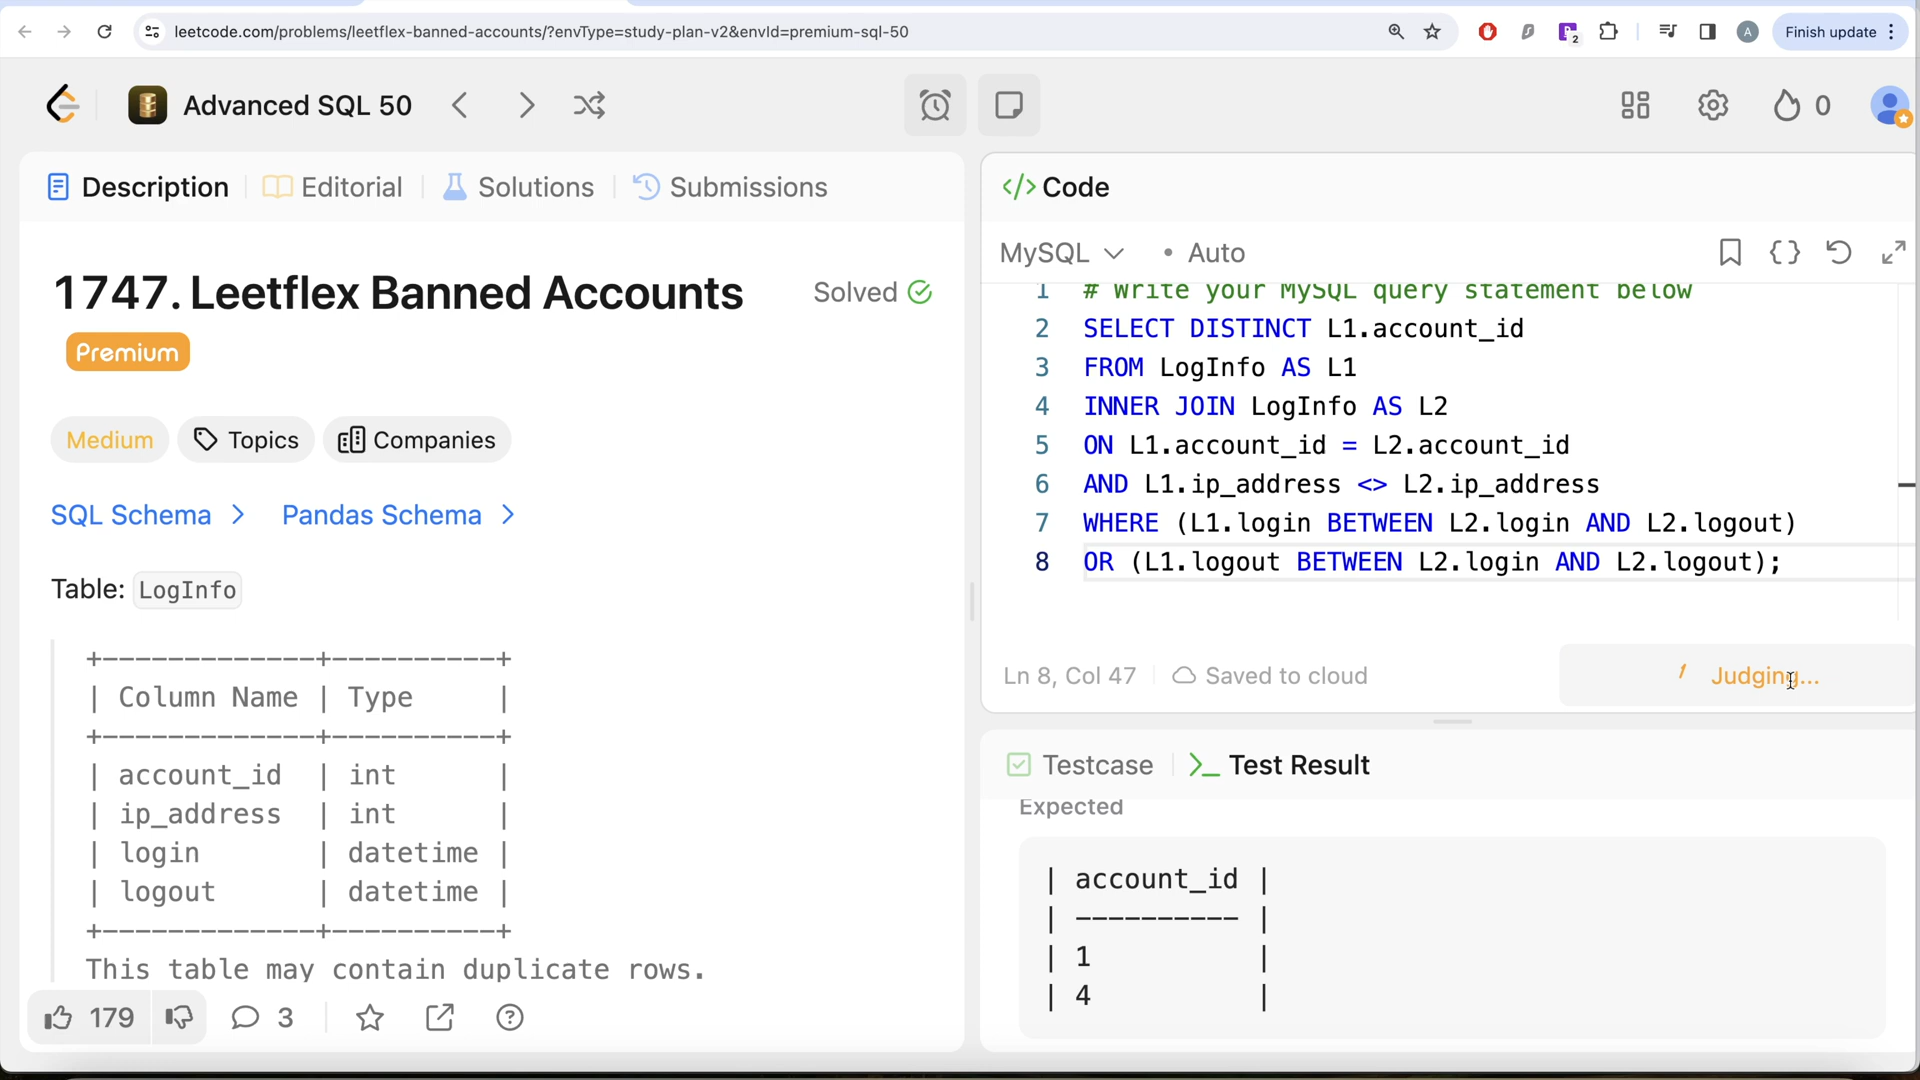 leetcode.com/problems/leetflex-banned-accounts/?envType=study-plan-v2&envId=premium-sql-50
2
A
Finish update
Advanced SQL 50
0
Description
Editorial
Solutions
Submissions
1747. Leetflex Banned Accounts
Solved
Premium
Medium
Topics
Companies
SQL Schema
Pandas Schema
Table: LogInfo
+-------------+----------+
| Column Name | Type     |
+-------------+----------+
| account_id  | int      |
| ip_address  | int      |
| login       | datetime |
| logout      | datetime |
+-------------+----------+
This table may contain duplicate rows.
179
3
</> Code
MySQL
• Auto
1 # Write your MySQL query statement below
2 SELECT DISTINCT L1.account_id
3 FROM LogInfo AS L1
4 INNER JOIN LogInfo AS L2
5 ON L1.account_id = L2.account_id
6 AND L1.ip_address <> L2.ip_address
7 WHERE (L1.login BETWEEN L2.login AND L2.logout)
8 OR (L1.logout BETWEEN L2.login AND L2.logout);
Ln 8, Col 47
Saved to cloud
Judging...
Testcase
>_ Test Result
Expected
| account_id |
| ---------- |
| 1          |
| 4          |